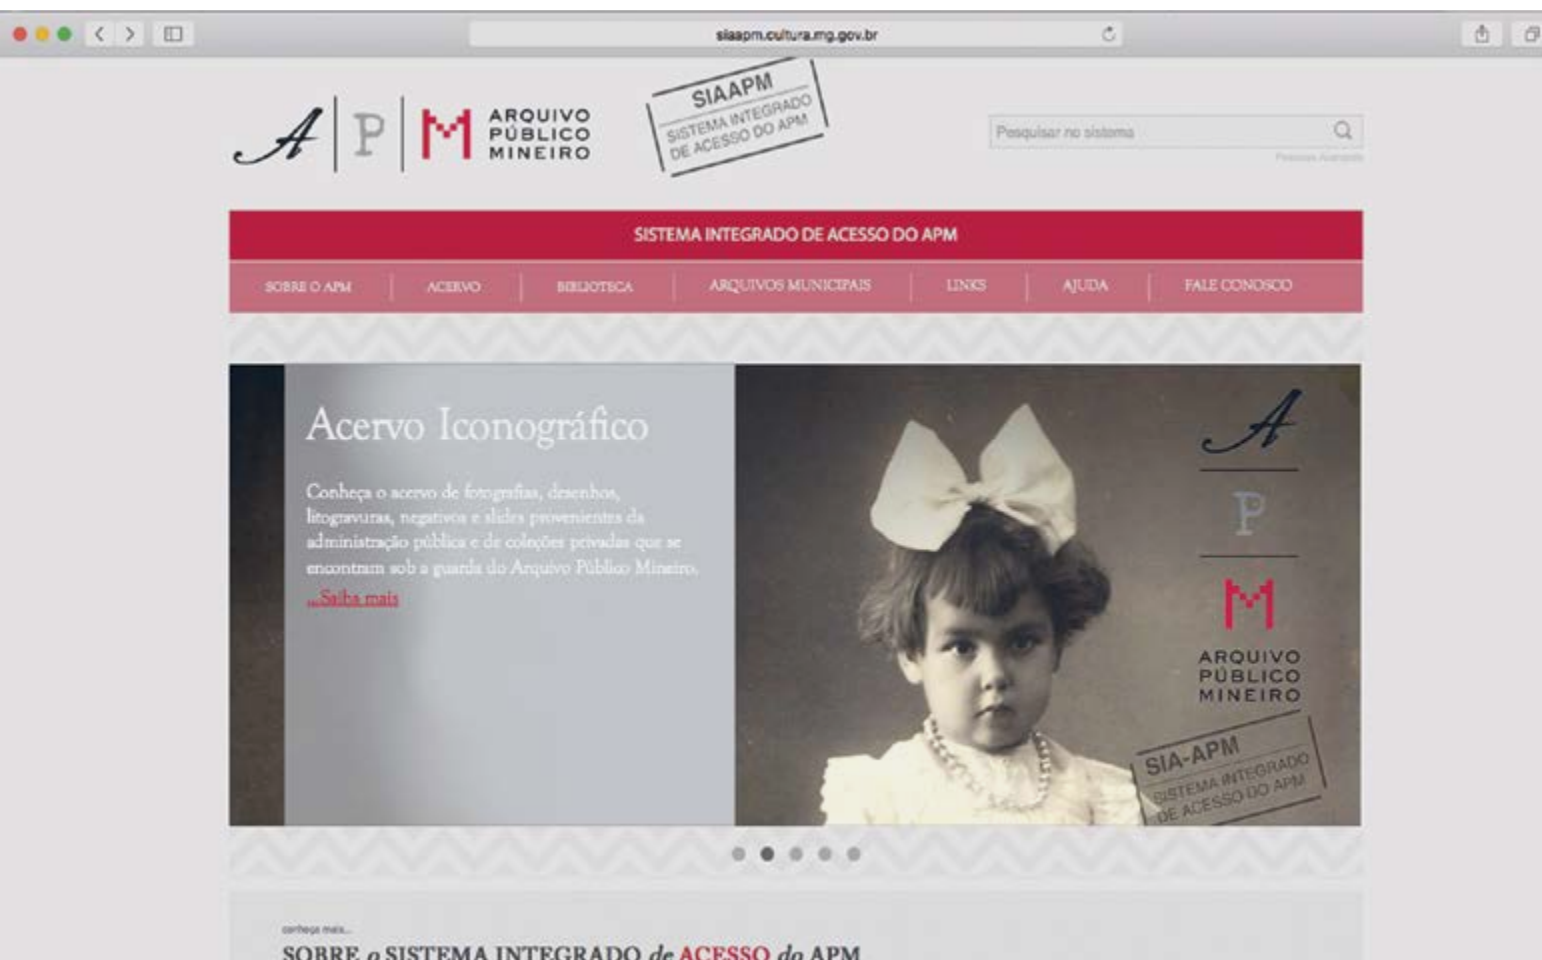 siaapm.cultura.mg.gov.br
A P M
ARQUIVO
PÚBLICO
MINEIRO
SIAAPM
SISTEMA INTEGRADO
DE ACESSO DO APM
Pesquisar no sistema
Pesquisa Avançada
SISTEMA INTEGRADO DE ACESSO DO APM
SOBRE O APM ACERVO BIBLIOTECA ARQUIVOS MUNICIPAIS LINKS AJUDA FALE CONOSCO
Acervo Iconográfico
Conheça o acervo de fotografias, desenhos,
litogravuras, negativos e slides provenientes da
administração pública e de coleções privadas que se
encontram sob a guarda do Arquivo Público Mineiro.
...Saiba mais
A
P
M
ARQUIVO
PÚBLICO
MINEIRO
SIA-APM
SISTEMA INTEGRADO
DE ACESSO DO APM
conheça mais...
SOBRE o SISTEMA INTEGRADO de ACESSO do APM